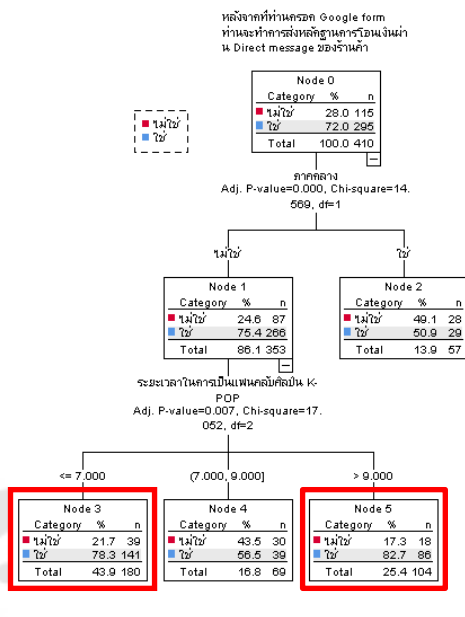 หลังจากที่ท่านกรอก Google form
ท่านจะทำการส่งหลักฐานการโอนเงินผ่า
น Direct message ของร้านค้า
Node 0
Category % n
ไม่ใช่ 28.0 115
ใช่ 72.0 295
Total 100.0 410
ไม่ใช่
ใช่
ภาคกลาง
Adj. P-value=0.000, Chi-square=14.
569, df=1
ไม่ใช่ ใช่
Node 1
Category % n
ไม่ใช่ 24.6 87
ใช่ 75.4 266
Total 86.1 353
Node 2
Category % n
ไม่ใช่ 49.1 28
ใช่ 50.9 29
Total 13.9 57
ระยะเวลาในการเป็นแฟนคลับศิลปิน K-
POP
Adj. P-value=0.007, Chi-square=17.
052, df=2
<= 7.000 (7.000, 9.000] > 9.000
Node 3
Category % n
ไม่ใช่ 21.7 39
ใช่ 78.3 141
Total 43.9 180
Node 4
Category % n
ไม่ใช่ 43.5 30
ใช่ 56.5 39
Total 16.8 69
Node 5
Category % n
ไม่ใช่ 17.3 18
ใช่ 82.7 86
Total 25.4 104